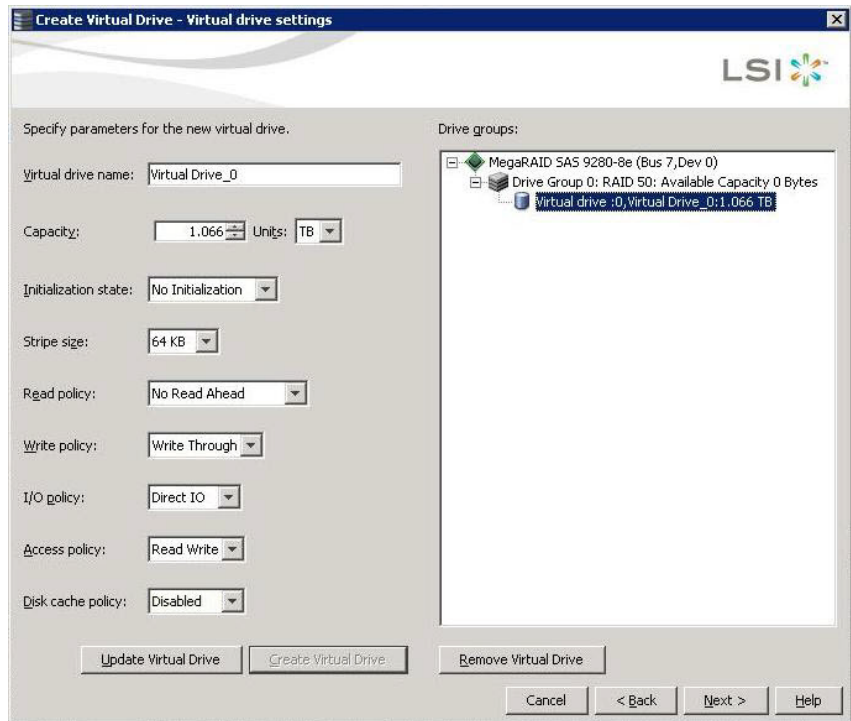 Create Virtual Drive - Virtual drive settings
LSI
Specify parameters for the new virtual drive.
Virtual drive name: Virtual Drive_0
Capacity: 1.066 Units: TB
Initialization state: No Initialization
Stripe size: 64 KB
Read policy: No Read Ahead
Write policy: Write Through
I/O policy: Direct IO
Access policy: Read Write
Disk cache policy: Disabled
Update Virtual Drive
Create Virtual Drive
Drive groups:
MegaRAID SAS 9280-8e (Bus 7,Dev 0)
Drive Group 0: RAID 50: Available Capacity 0 Bytes
Virtual drive :0,Virtual Drive_0:1.066 TB
Remove Virtual Drive
Cancel
< Back
Next >
Help